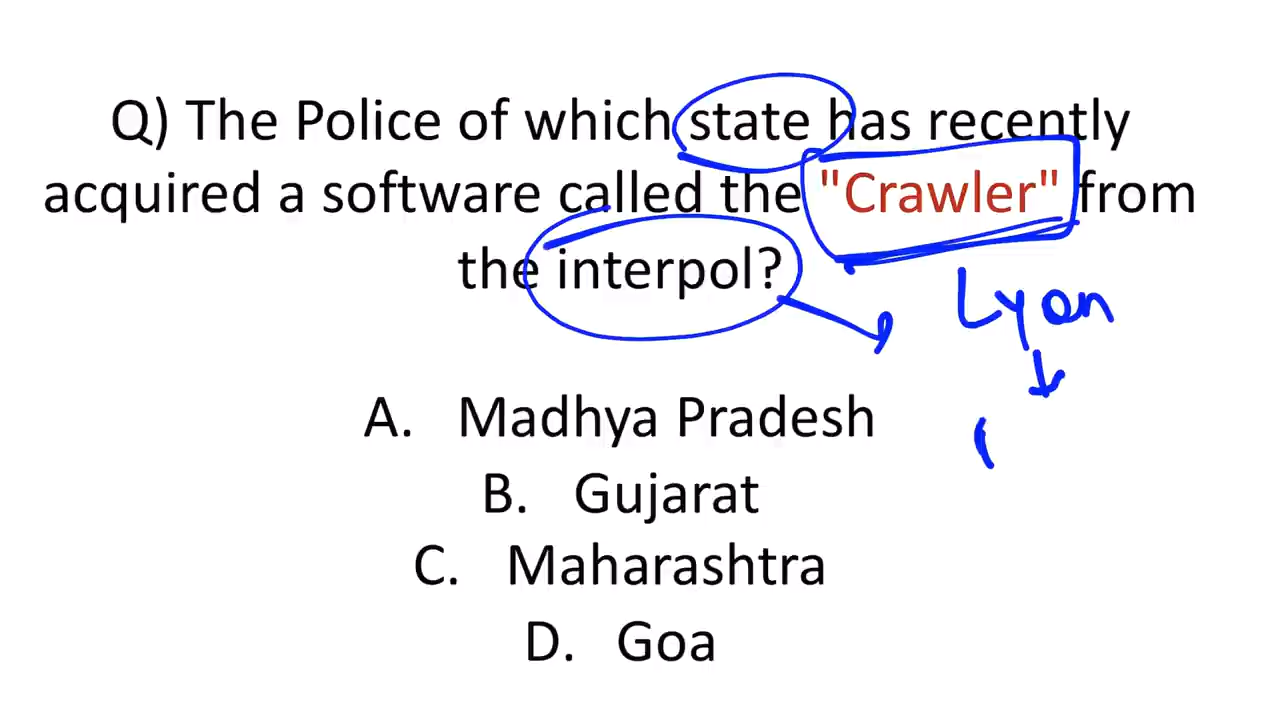 Q) The Police of which state has recently
acquired a software called the "Crawler" from
the interpol?
Lyon
A. Madhya Pradesh
B. Gujarat
C. Maharashtra
D. Goa